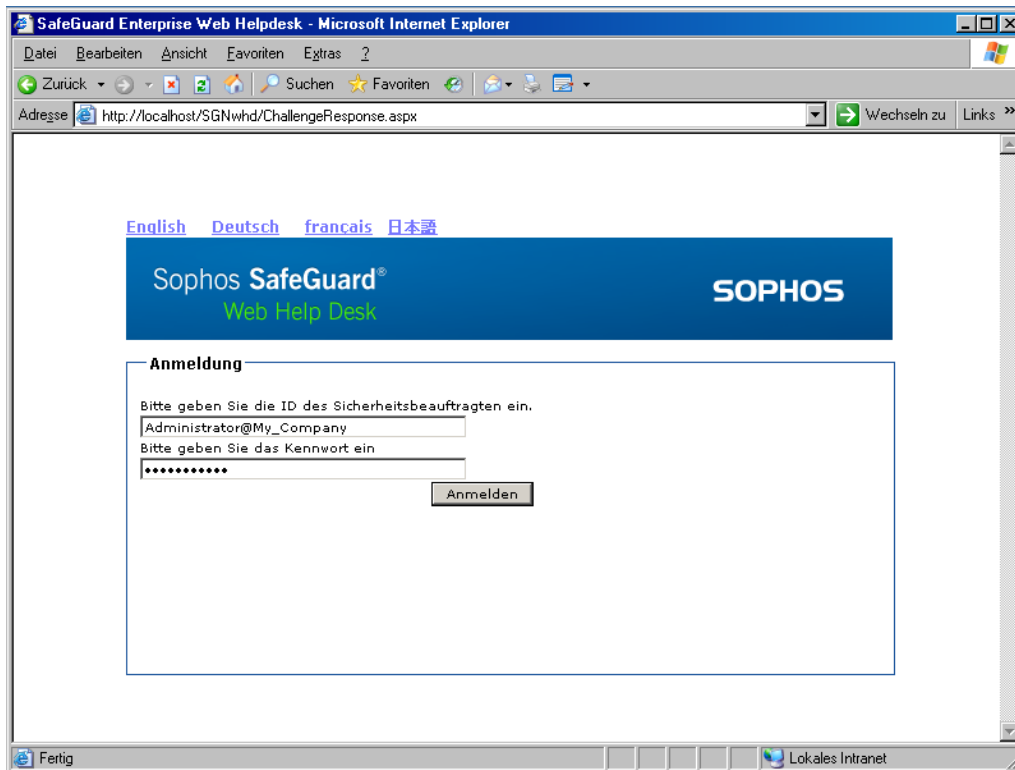 SafeGuard Enterprise Web Helpdesk - Microsoft Internet Explorer
Datei Bearbeiten Ansicht Favoriten Extras ?
Zurück Suchen Favoriten
Adresse http://localhost/SGNwhd/ChallengeResponse.aspx Wechseln zu Links »
English Deutsch francais 日本語
Sophos SafeGuard® SOPHOS
Web Help Desk
Anmeldung
Bitte geben Sie die ID des Sicherheitsbeauftragten ein.
Administrator@My_Company
Bitte geben Sie das Kennwort ein
•••••••••••
Anmelden
Fertig Lokales Intranet